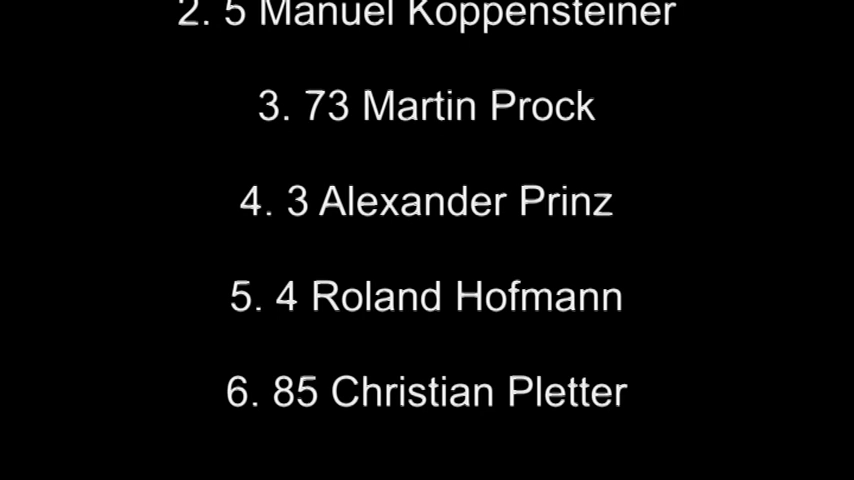 2. 5 Manuel Koppensteiner
3. 73 Martin Prock
4. 3 Alexander Prinz
5. 4 Roland Hofmann
6. 85 Christian Pletter